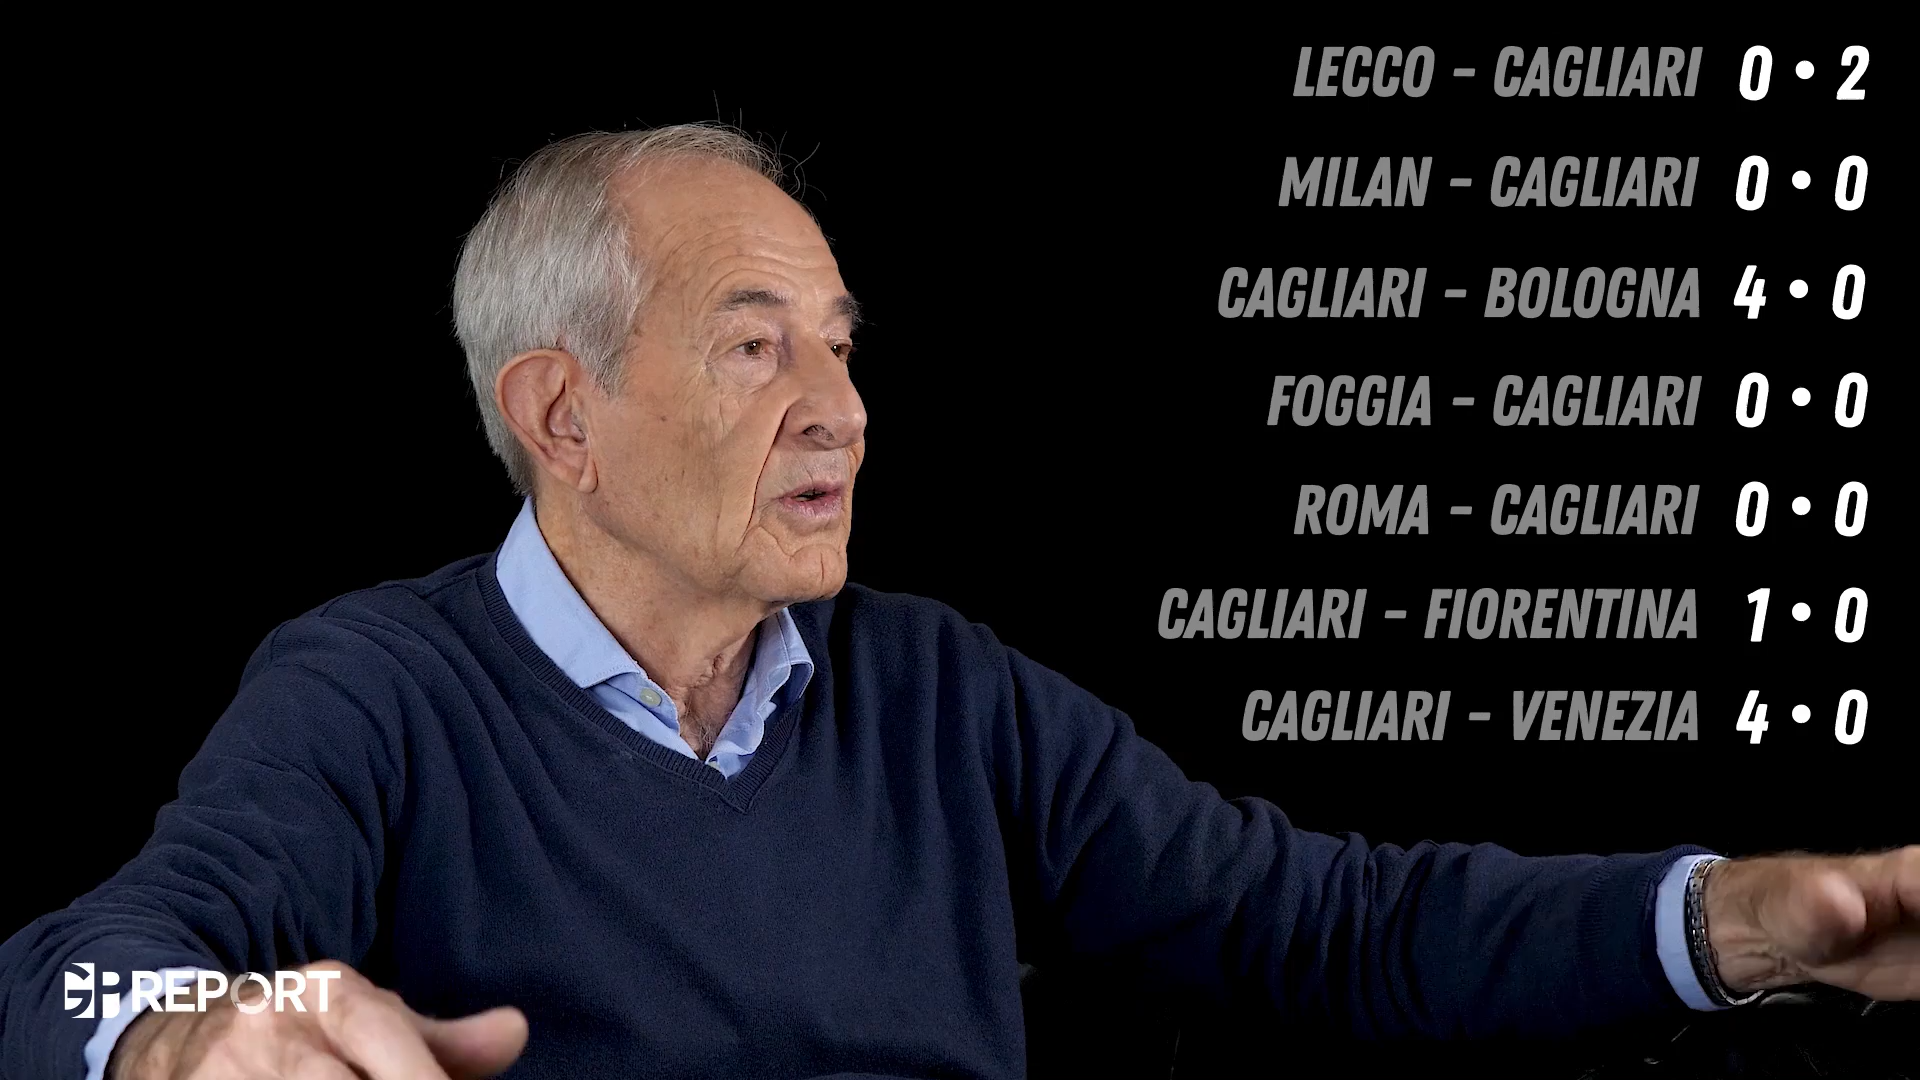 LECCO - CAGLIARI 0 • 2
MILAN - CAGLIARI 0 • 0
CAGLIARI - BOLOGNA 4 • 0
FOGGIA - CAGLIARI 0 • 0
ROMA - CAGLIARI 0 • 0
CAGLIARI - FIORENTINA 1 • 0
CAGLIARI - VENEZIA 4 • 0
GP REPORT